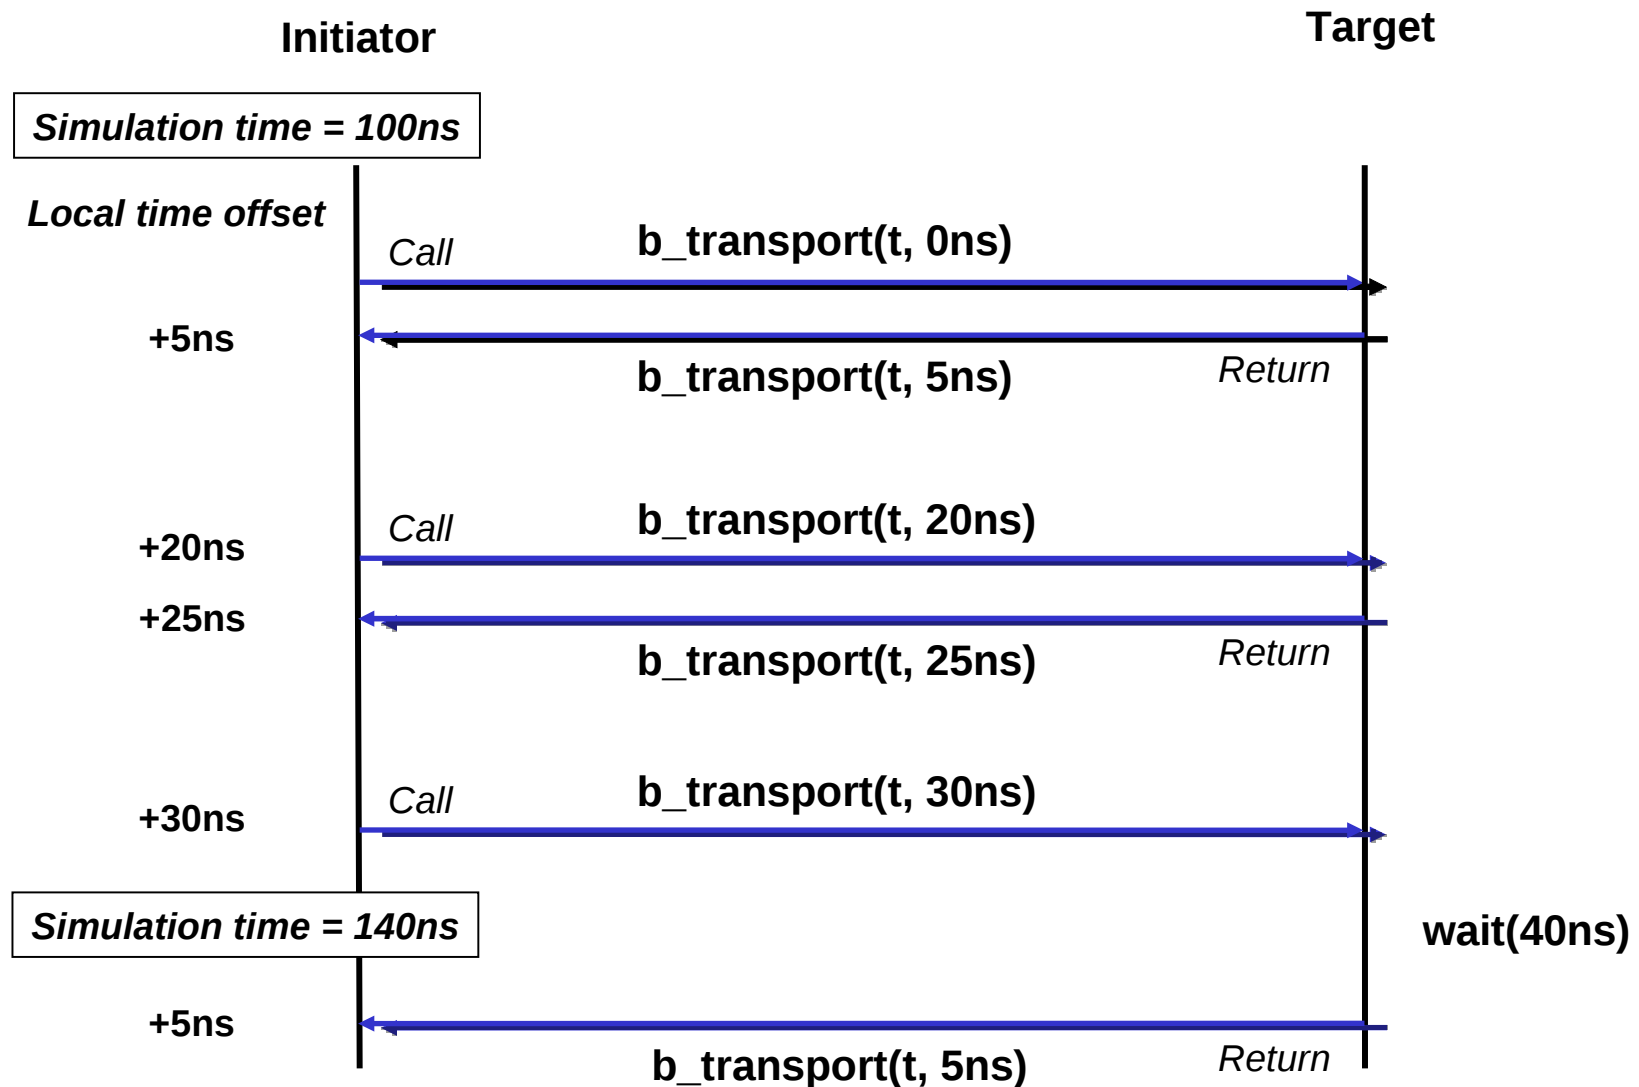 Initiator
Target
Simulation time = 100ns
Local time offset
Call
b_transport(t, 0ns)
+5ns
b_transport(t, 5ns)
Return
Call
b_transport(t, 20ns)
+20ns
+25ns
b_transport(t, 25ns)
Return
Call
b_transport(t, 30ns)
+30ns
Simulation time = 140ns
wait(40ns)
+5ns
b_transport(t, 5ns)
Return